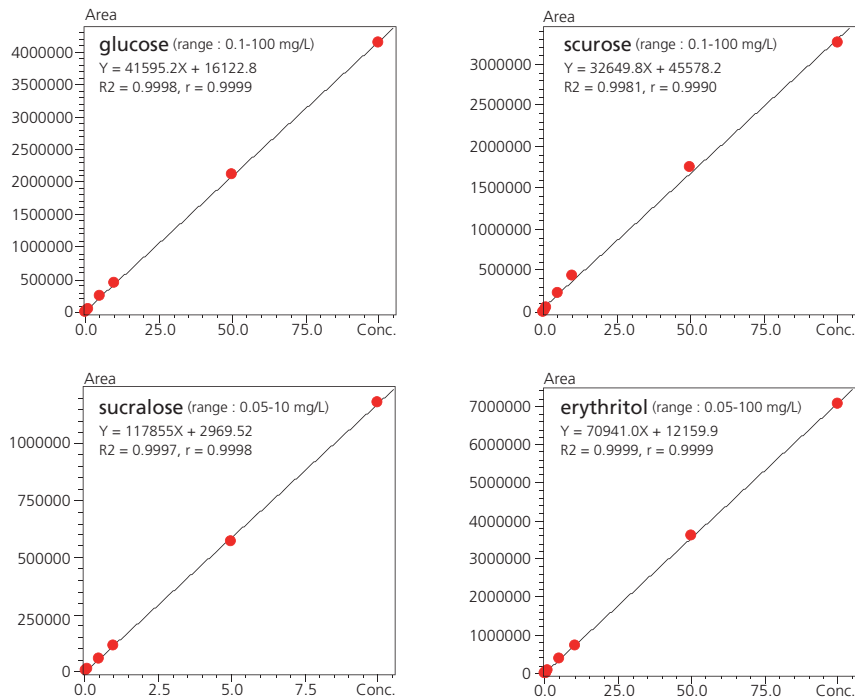 Area
glucose (range : 0.1-100 mg/L)
Y = 41595.2X + 16122.8
R2 = 0.9998, r = 0.9999
4000000
3500000
3000000
2500000
2000000
1500000
1000000
500000
0
0.0 25.0 50.0 75.0 Conc.
Area
scurose (range : 0.1-100 mg/L)
Y = 32649.8X + 45578.2
R2 = 0.9981, r = 0.9990
3000000
2500000
2000000
1500000
1000000
500000
0
0.0 25.0 50.0 75.0 Conc.
Area
sucralose (range : 0.05-10 mg/L)
Y = 117855X + 2969.52
R2 = 0.9997, r = 0.9998
1000000
750000
500000
250000
0
0.0 2.5 5.0 7.5 Conc.
Area
erythritol (range : 0.05-100 mg/L)
Y = 70941.0X + 12159.9
R2 = 0.9999, r = 0.9999
7000000
6000000
5000000
4000000
3000000
2000000
1000000
0
0.0 25.0 50.0 75.0 Conc.